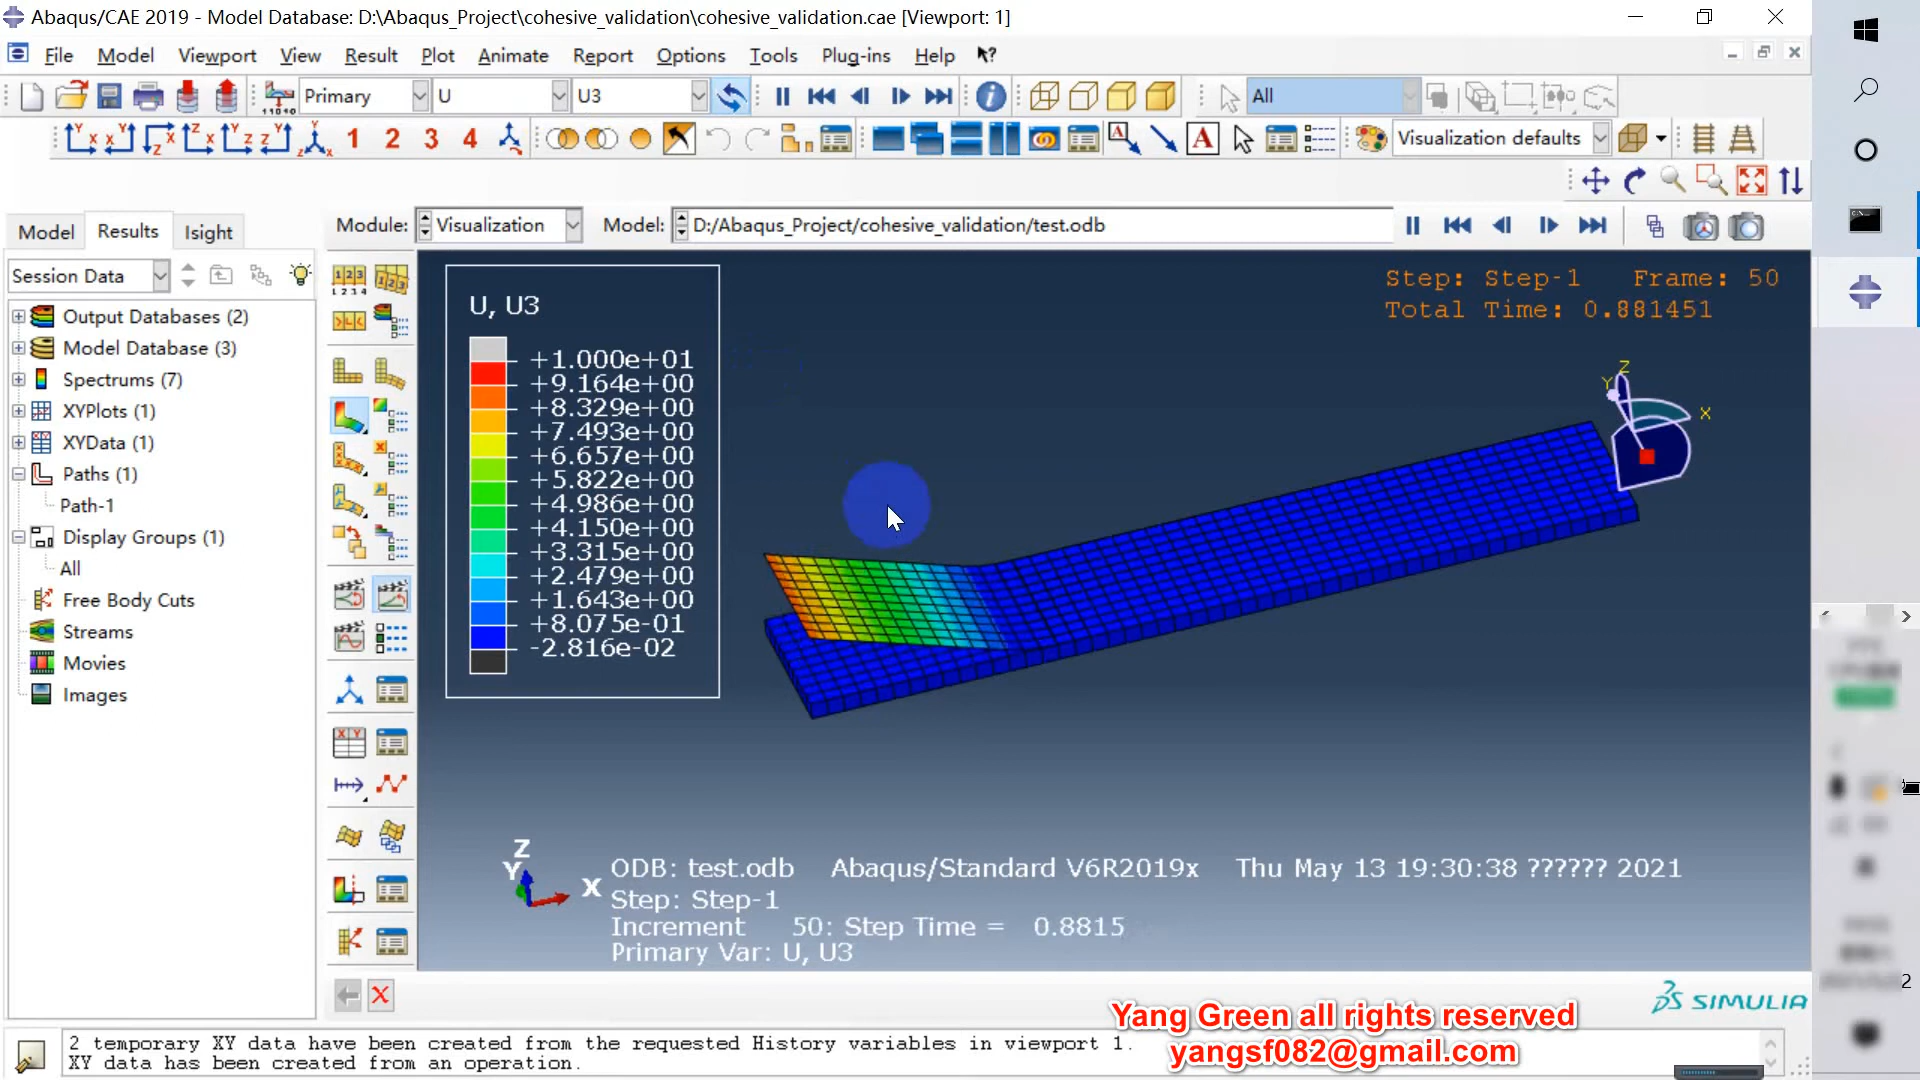 Abaqus/CAE 2019 - Model Database: D:\Abaqus_Project\cohesive_validation\cohesive_validation.cae [Viewport: 1]
File Model Viewport View Result Plot Animate Report Options Tools Plug-ins Help
Primary U U3 All
1 2 3 4 Visualization defaults
Model Results Isight Module: Visualization Model: D:/Abaqus_Project/cohesive_validation/test.odb
Session Data
Output Databases (2)
Model Database (3)
Spectrums (7)
XYPlots (1)
XYData (1)
Paths (1)
Path-1
Display Groups (1)
All
Free Body Cuts
Streams
Movies
Images
U, U3
+1.000e+01
+9.164e+00
+8.329e+00
+7.493e+00
+6.657e+00
+5.822e+00
+4.986e+00
+4.150e+00
+3.315e+00
+2.479e+00
+1.643e+00
+8.075e-01
-2.816e-02
Step: Step-1 Frame: 50
Total Time: 0.881451
Z
Y
X
Z
Y
X
ODB: test.odb Abaqus/Standard V6R2019x Thu May 13 19:30:38 ?????? 2021
Step: Step-1
Increment 50: Step Time = 0.8815
Primary Var: U, U3
SIMULIA
2 temporary XY data have been created from the requested History variables in viewport 1.
XY data has been created from an operation.
Yang Green all rights reserved
yangsf082@gmail.com